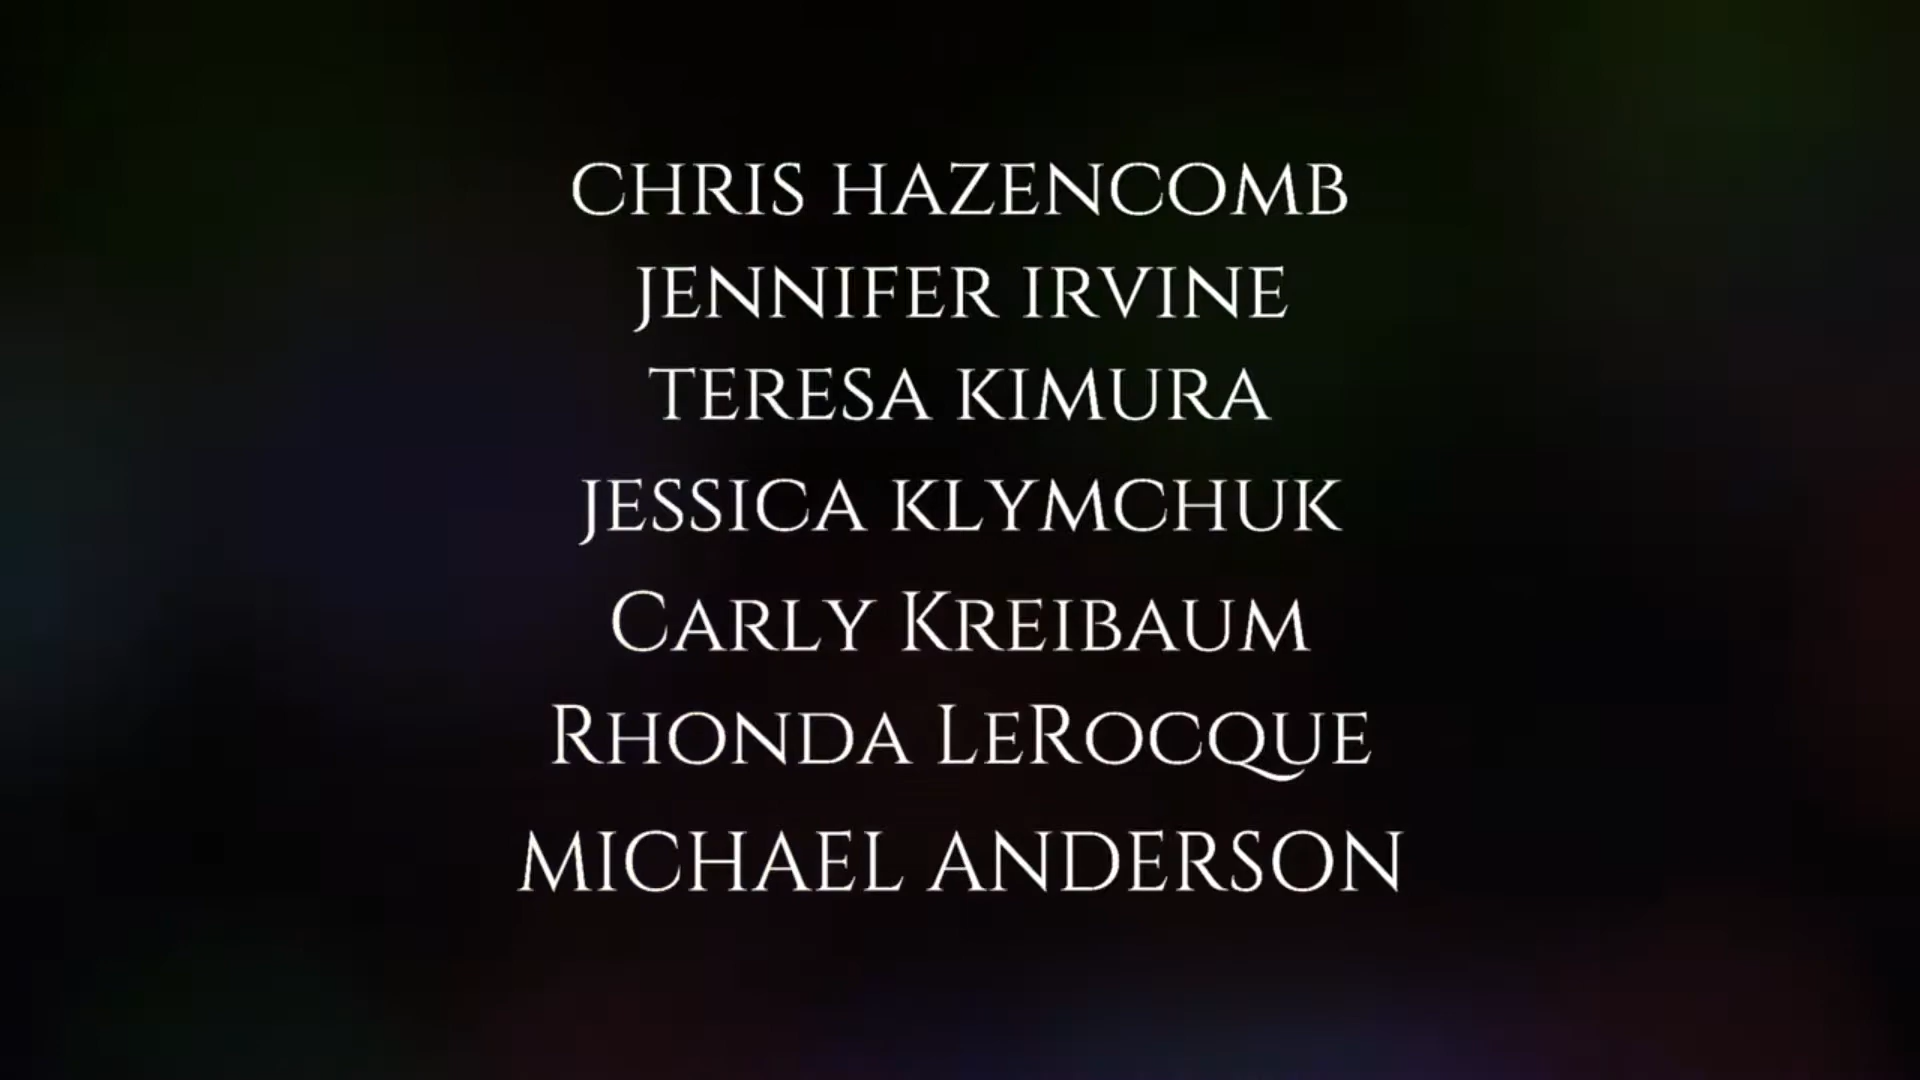 CHRIS HAZENCOMB
JENNIFER IRVINE
TERESA KIMURA
JESSICA KLYMCHUK
CARLY KREIBAUM
RHONDA LEROCQUE
MICHAEL ANDERSON